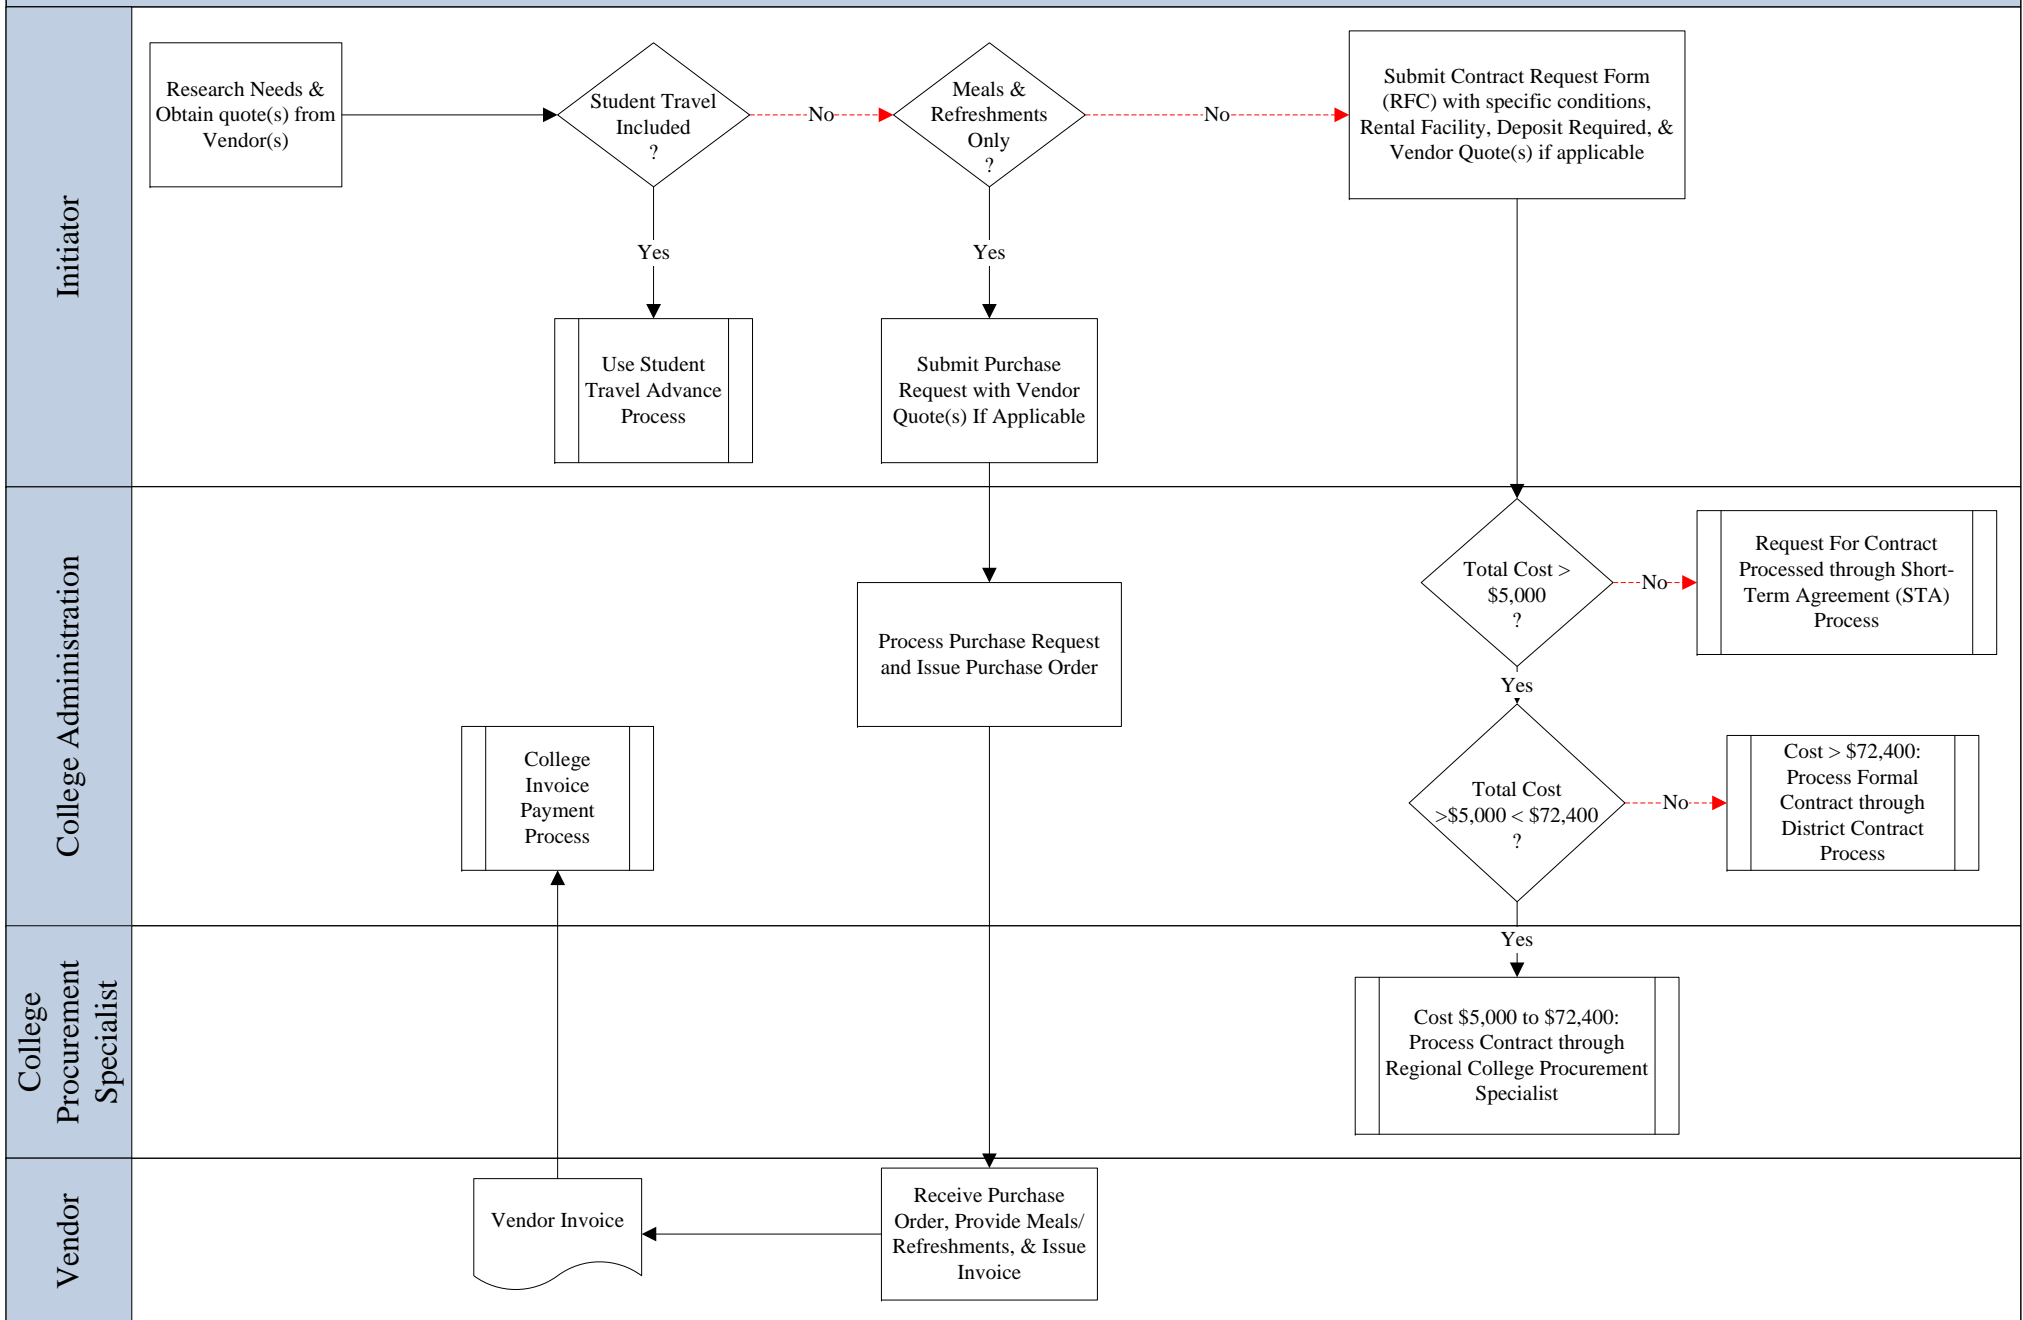 Initiator
Research Needs &
Obtain quote(s) from
Vendor(s)
Student Travel
Included
?
No
Meals &
Refreshments
Only
?
No
Submit Contract Request Form
(RFC) with specific conditions,
Rental Facility, Deposit Required, &
Vendor Quote(s) if applicable
Yes
Yes
Use Student
Travel Advance
Process
Submit Purchase
Request with Vendor
Quote(s) If Applicable
College Administration
Total Cost >
$5,000
?
No
Request For Contract
Processed through Short-
Term Agreement (STA)
Process
Process Purchase Request
and Issue Purchase Order
Yes
College
Invoice
Payment
Process
Total Cost
>$5,000 < $72,400
?
No
Cost > $72,400:
Process Formal
Contract through
District Contract
Process
College
Procurement
Specialist
Yes
Cost $5,000 to $72,400:
Process Contract through
Regional College Procurement
Specialist
Vendor
Vendor Invoice
Receive Purchase
Order, Provide Meals/
Refreshments, & Issue
Invoice